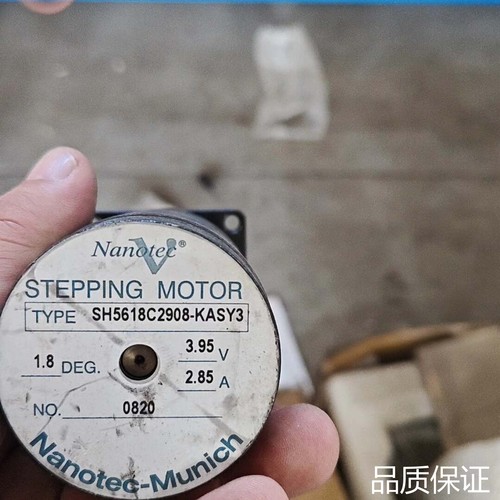 Nanotec®
V
STEPPING MOTOR
TYPE SH5618C2908-KASY3
1.8 DEG. 3.95 V
2.85 A
NO. 0820
Nanotec-Munich
品质保证